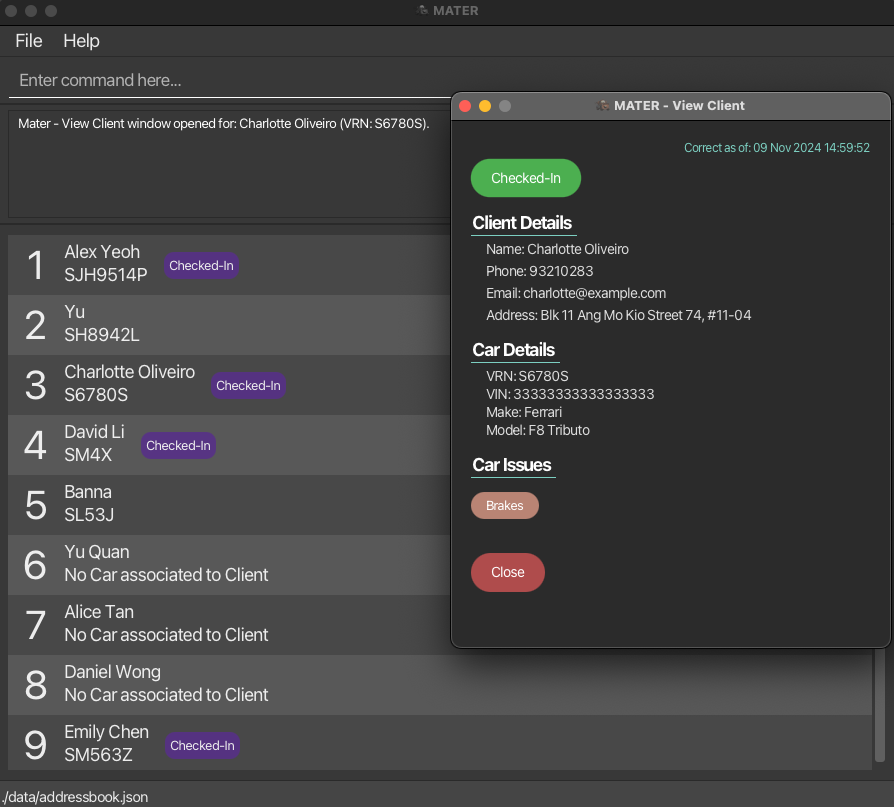 MATER
File Help
Enter command here...
Mater - View Client window opened for: Charlotte Oliveiro (VRN: S6780S).
1
Alex Yeoh
SJH9514P
Checked-In
2
Yu
SH8942L
3
Charlotte Oliveiro
S6780S
Checked-In
4
David Li
SM4X
Checked-In
5
Banna
SL53J
6
Yu Quan
No Car associated to Client
7
Alice Tan
No Car associated to Client
8
Daniel Wong
No Car associated to Client
9
Emily Chen
SM563Z
Checked-In
./data/addressbook.json
MATER - View Client
Correct as of: 09 Nov 2024 14:59:52
Checked-In
Client Details
Name: Charlotte Oliveiro
Phone: 93210283
Email: charlotte@example.com
Address: Blk 11 Ang Mo Kio Street 74, #11-04
Car Details
VRN: S6780S
VIN: 33333333333333333
Make: Ferrari
Model: F8 Tributo
Car Issues
Brakes
Close